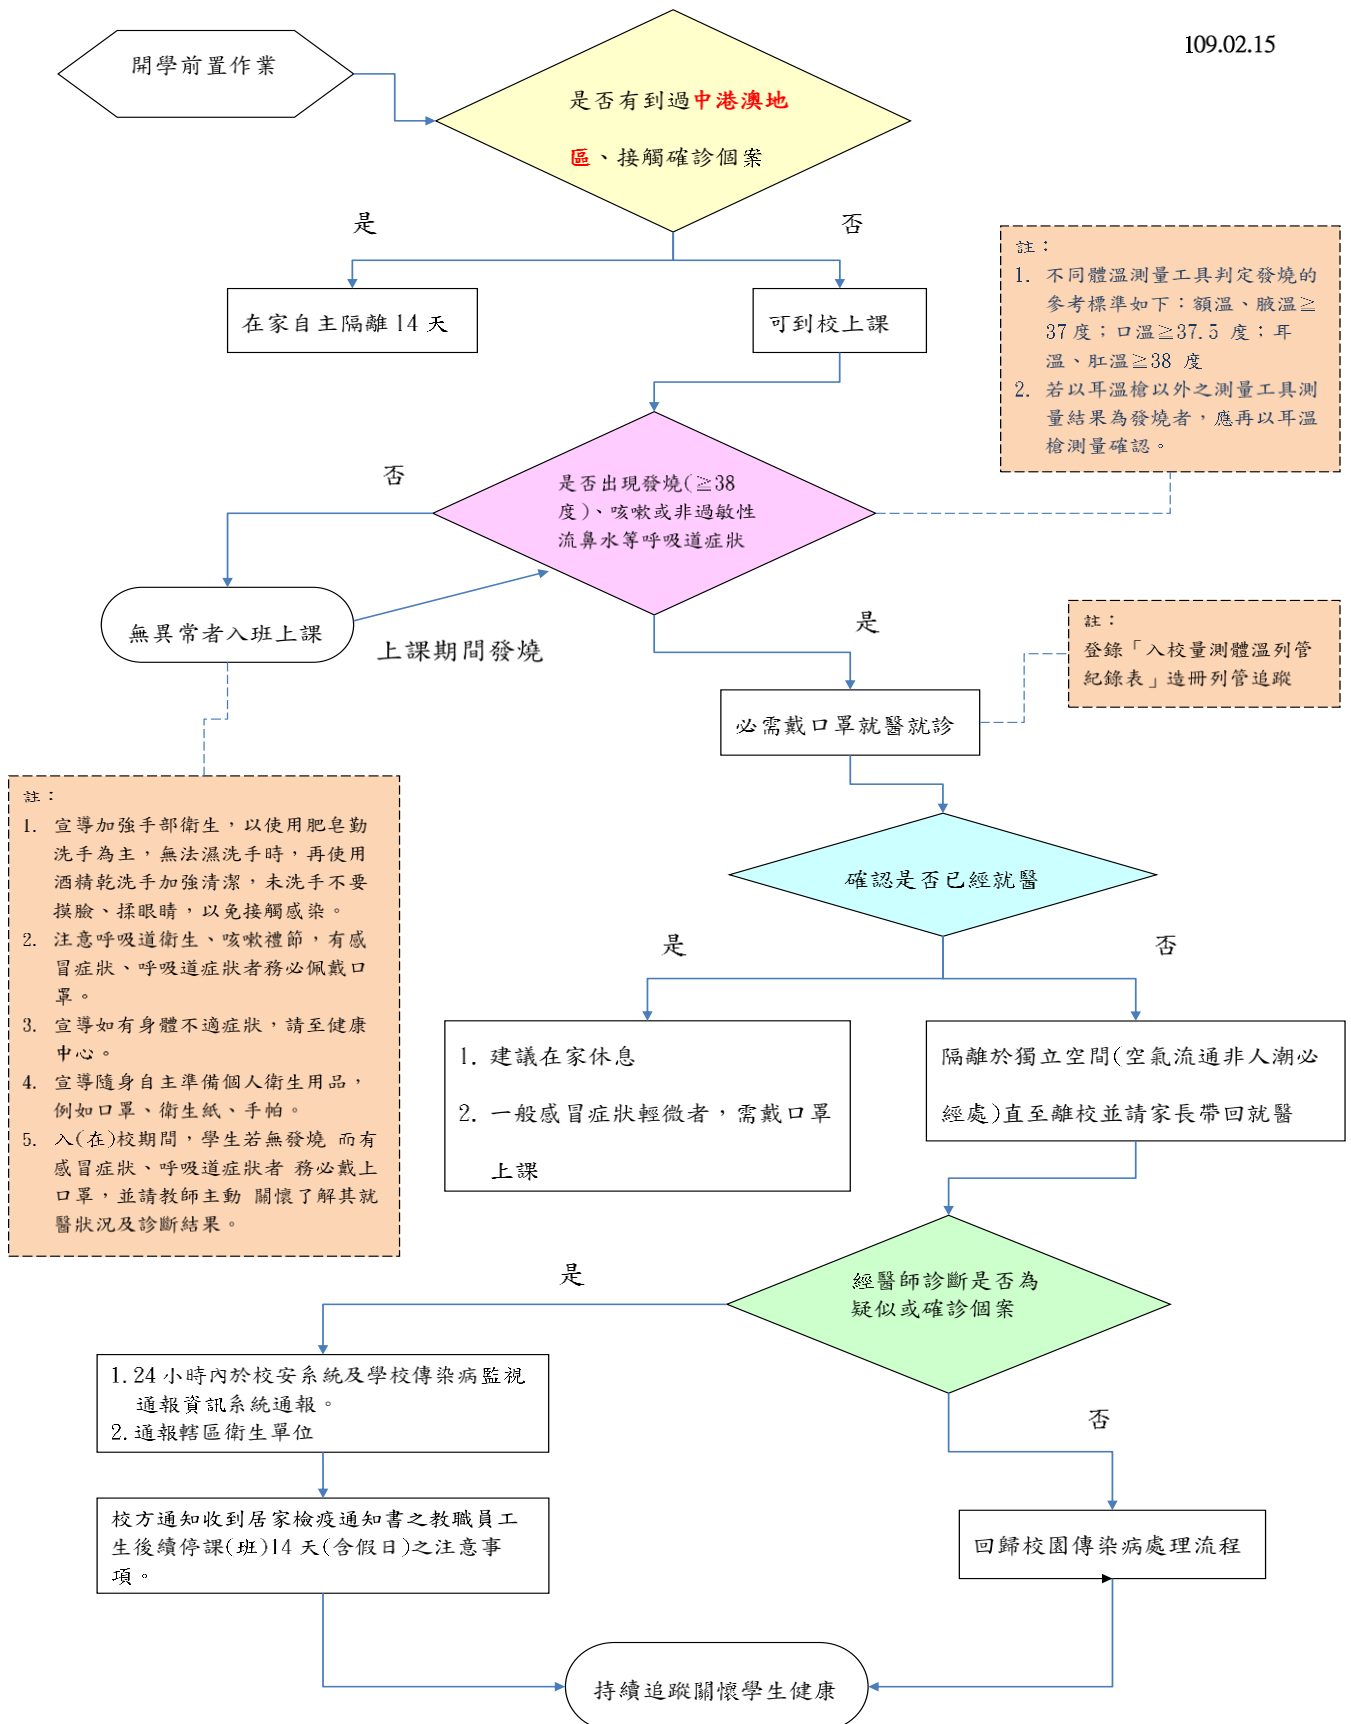 109.02.15
開學前置作業
是否有到過中港澳地
區、接觸確診個案
是
否
在家自主隔離14天
可到校上課
註：
1. 不同體溫測量工具判定發燒的
參考標準如下：額溫、腋溫≧
37度；口溫≧37.5 度；耳
溫、肛溫≧38 度
2. 若以耳溫槍以外之測量工具測
量結果為發燒者，應再以耳溫
槍測量確認。
否
是否出現發燒(≧38
度)、咳嗽或非過敏性
流鼻水等呼吸道症狀
無異常者入班上課
上課期間發燒
是
註：
登錄「入校量測體溫列管
紀錄表」造冊列管追蹤
必需戴口罩就醫就診
註：
1. 宣導加強手部衛生，以使用肥皂勤
洗手為主，無法濕洗手時，再使用
酒精乾洗手加強清潔，未洗手不要
摸臉、揉眼睛，以免接觸感染。
2. 注意呼吸道衛生、咳嗽禮節，有感
冒症狀、呼吸道症狀者務必佩戴口
罩。
3. 宣導如有身體不適症狀，請至健康
中心。
4. 宣導隨身自主準備個人衛生用品，
例如口罩、衛生紙、手帕。
5. 入(在)校期間，學生若無發燒 而有
感冒症狀、呼吸道症狀者 務必戴上
口罩，並請教師主動 關懷了解其就
醫狀況及診斷結果。
確認是否已經就醫
是
否
1. 建議在家休息
2. 一般感冒症狀輕微者，需戴口罩
上課
隔離於獨立空間(空氣流通非人潮必
經處)直至離校並請家長帶回就醫
是
經醫師診斷是否為
疑似或確診個案
1.24小時內於校安系統及學校傳染病監視
通報資訊系統通報。
2.通報轄區衛生單位
否
校方通知收到居家檢疫通知書之教職員工
生後續停課(班)14天(含假日)之注意事
項。
回歸校園傳染病處理流程
持續追蹤關懷學生健康